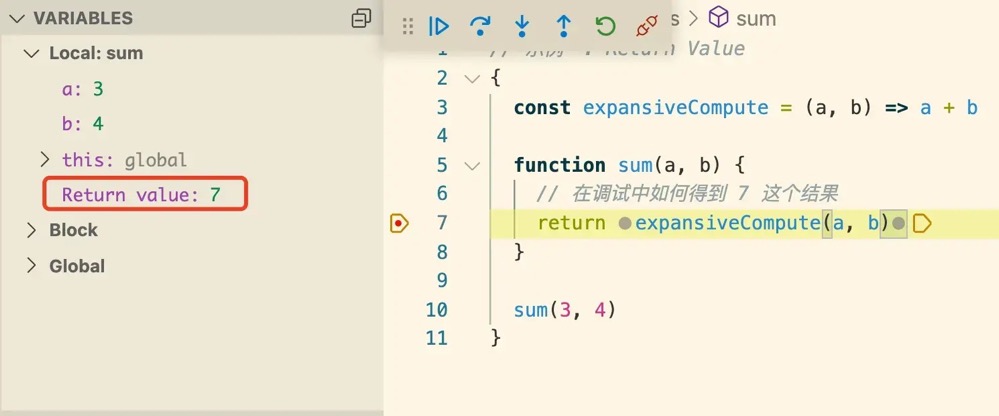 VARIABLES
Local: sum
a: 3
b: 4
this: global
Return value: 7
Block
Global
s > sum
1 // 示例 : Return Value
2 {
3 const expansiveCompute = (a, b) => a + b
4
5 function sum(a, b) {
6 // 在调试中如何得到 7 这个结果
7 return expansiveCompute(a, b)
8 }
9
10 sum(3, 4)
11 }